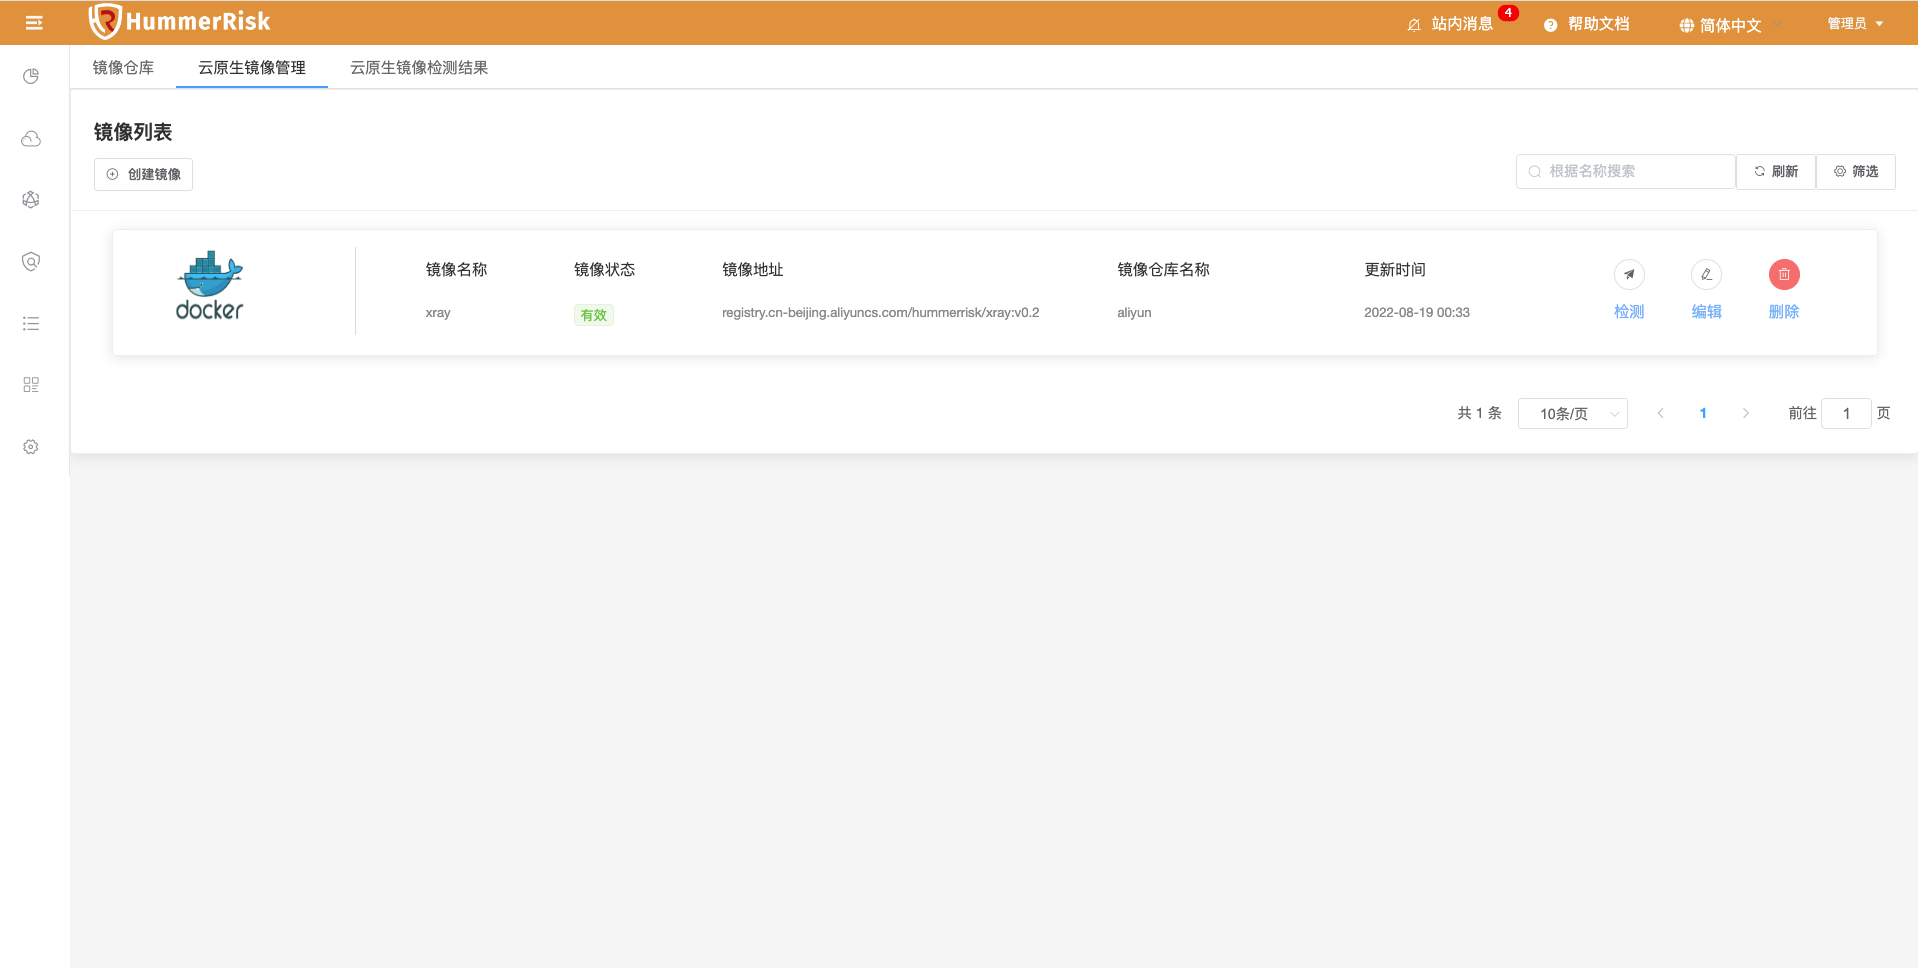 HummerRisk
站内消息 4
帮助文档
简体中文
管理员
镜像仓库 云原生镜像管理 云原生镜像检测结果
镜像列表
创建镜像
根据名称搜索 刷新 筛选
docker
镜像名称 镜像状态 镜像地址 镜像仓库名称 更新时间
xray 有效 registry.cn-beijing.aliyuncs.com/hummerrisk/xray:v0.2 aliyun 2022-08-19 00:33 检测 编辑 删除
共 1 条 10条/页 1 前往 1 页